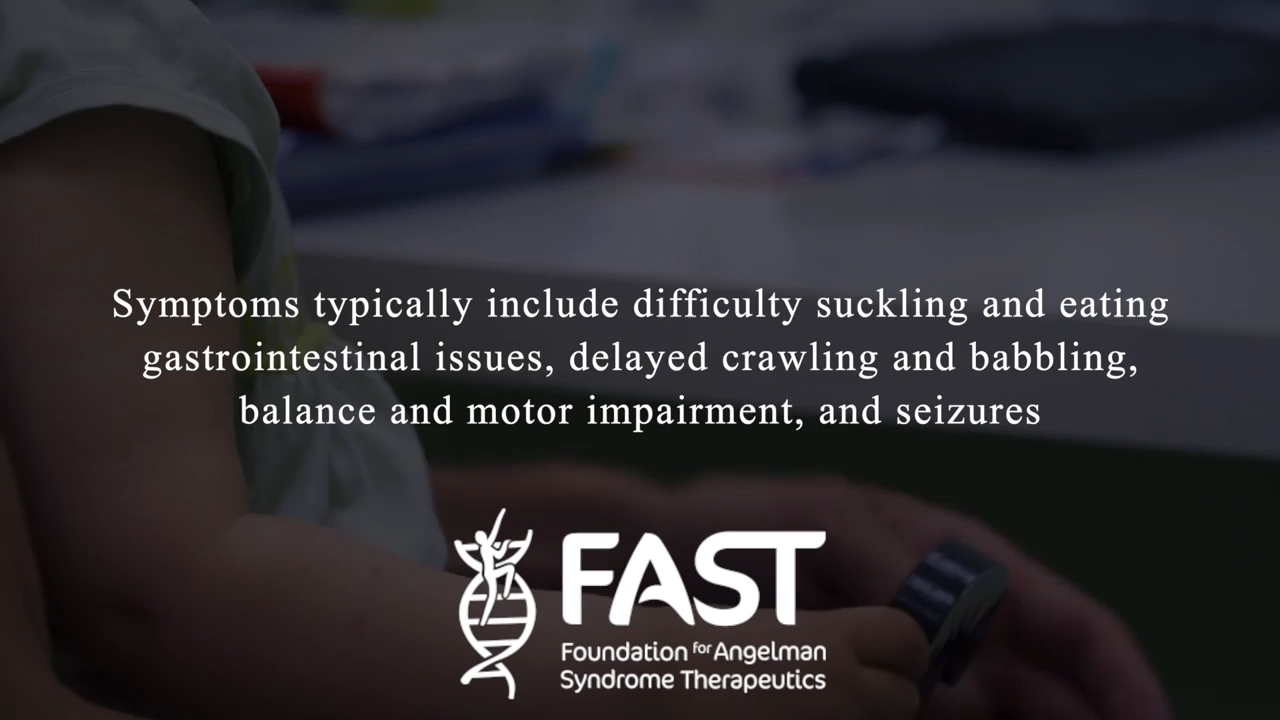 Symptoms typically include difficulty suckling and eating
gastrointestinal issues, delayed crawling and babbling,
balance and motor impairment, and seizures
FAST
Foundation for Angelman
Syndrome Therapeutics